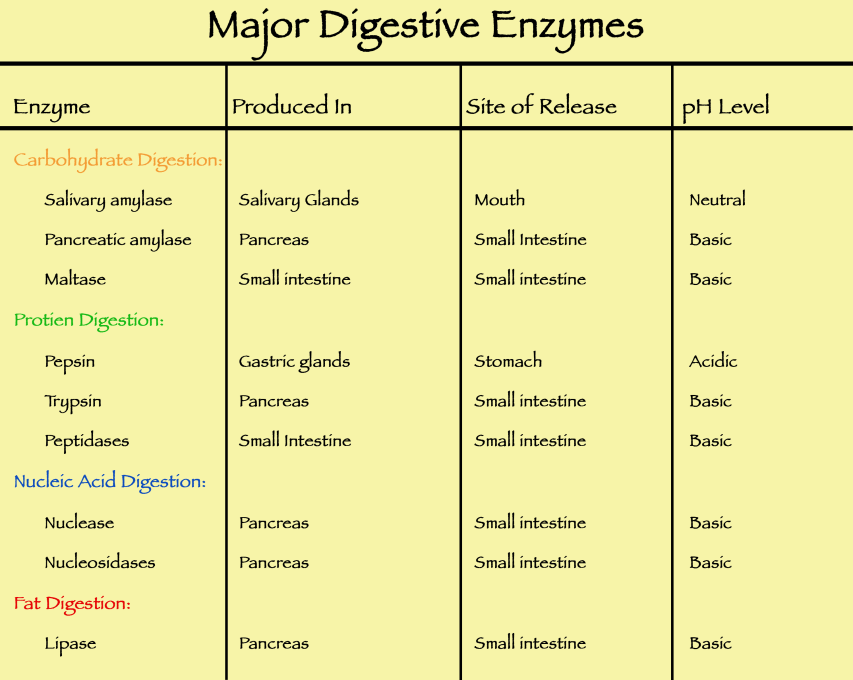 Major Digestive Enzymes
Enzyme Produced In Site of Release pH Level
Carbohydrate Digestion:
Salivary amylase Salivary Glands Mouth Neutral
Pancreatic amylase Pancreas Small Intestine Basic
Maltase Small intestine Small intestine Basic
Protien Digestion:
Pepsin Gastric glands Stomach Acidic
Trypsin Pancreas Small intestine Basic
Peptidases Small Intestine Small intestine Basic
Nucleic Acid Digestion:
Nuclease Pancreas Small intestine Basic
Nucleosidases Pancreas Small intestine Basic
Fat Digestion:
Lipase Pancreas Small intestine Basic